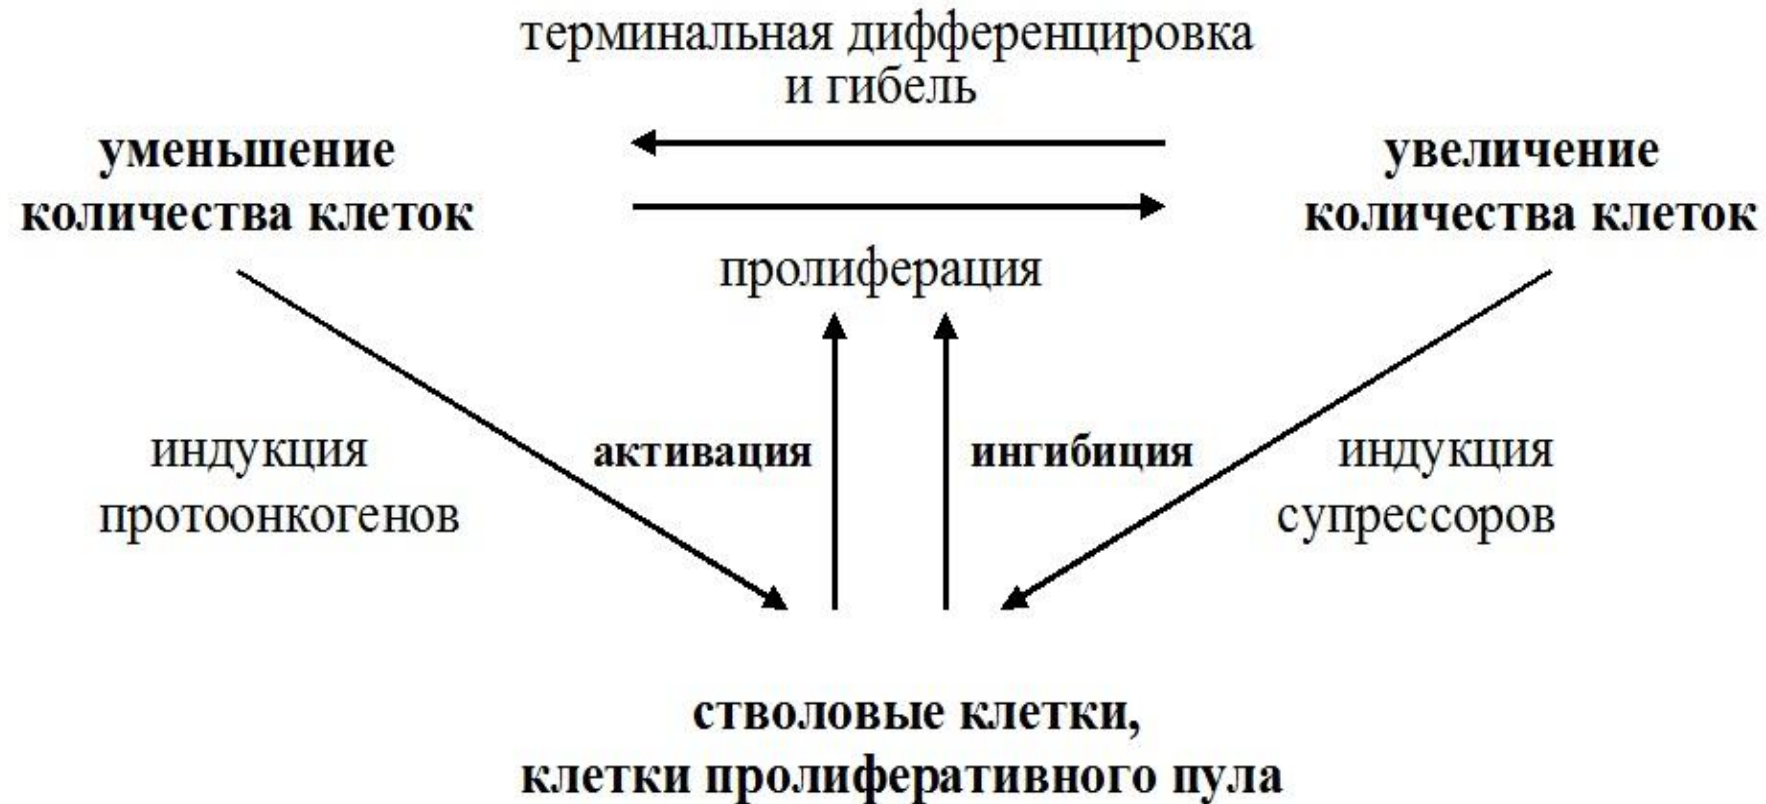 терминальная дифференцировка
и гибель
уменьшение
количества клеток
увеличение
количества клеток
пролиферация
индукция
протоонкогенов
активация
ингибиция
индукция
супрессоров
стволовые клетки,
клетки пролиферативного пула